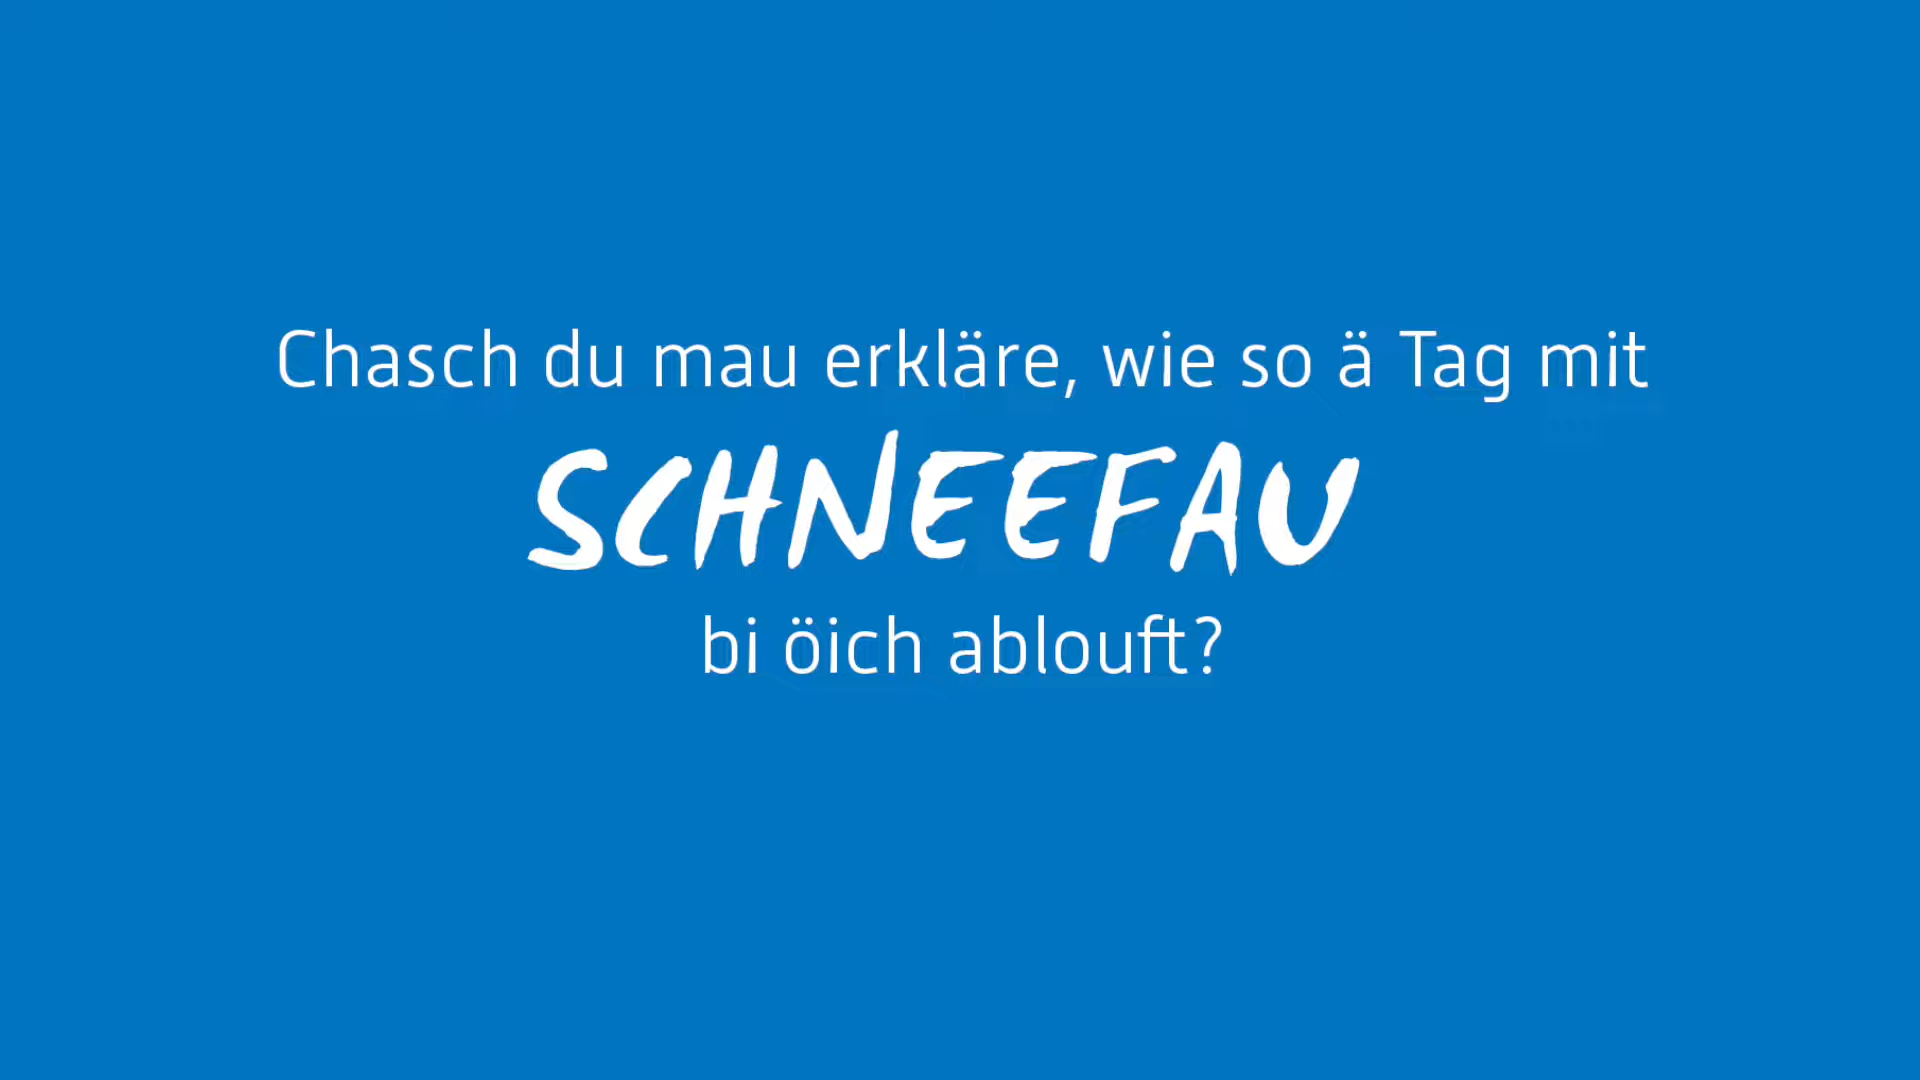 Chasch du mau erkläre, wie so ä Tag mit
SCHNEEFAU
bi öich ablouft?